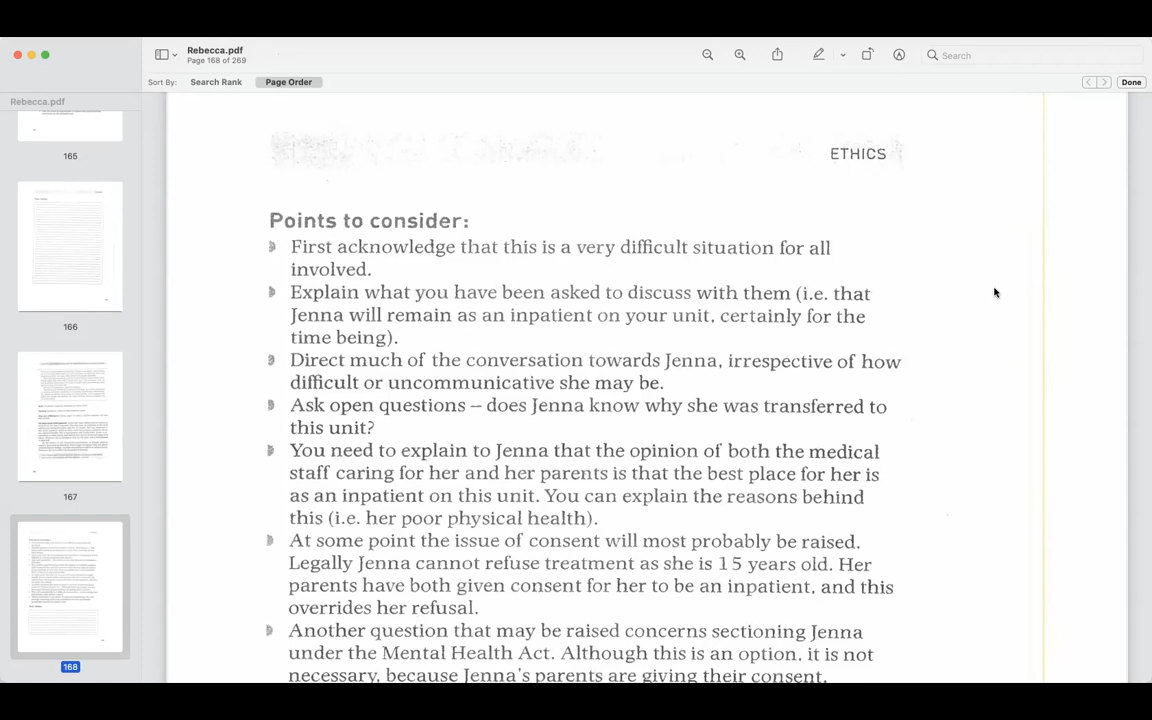 Rebecca.pdf
Page 168 of 269
Search
Sort By: Search Rank Page Order
Done
Rebecca.pdf
165
166
167
168
ETHICS
Points to consider:
First acknowledge that this is a very difficult situation for all
involved.
Explain what you have been asked to discuss with them (i.e. that
Jenna will remain as an inpatient on your unit, certainly for the
time being).
Direct much of the conversation towards Jenna, irrespective of how
difficult or uncommunicative she may be.
Ask open questions – does Jenna know why she was transferred to
this unit?
You need to explain to Jenna that the opinion of both the medical
staff caring for her and her parents is that the best place for her is
as an inpatient on this unit. You can explain the reasons behind
this (i.e. her poor physical health).
At some point the issue of consent will most probably be raised.
Legally Jenna cannot refuse treatment as she is 15 years old. Her
parents have both given consent for her to be an inpatient, and this
overrides her refusal.
Another question that may be raised concerns sectioning Jenna
under the Mental Health Act. Although this is an option, it is not
necessary, because Jenna's parents are giving their consent.